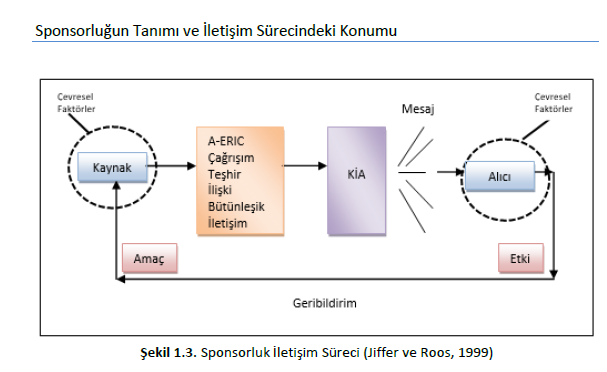 Sponsorluğun Tanımı ve İletişim Sürecindeki Konumu
Çevresel
Faktörler
Kaynak
A-ERIC
Çağrışım
Teşhir
İlişki
Bütünleşik
İletişim
KİA
Mesaj
Çevresel
Faktörler
Alıcı
Amaç
Etki
Geribildirim
Şekil 1.3. Sponsorluk İletişim Süreci (Jiffer ve Roos, 1999)